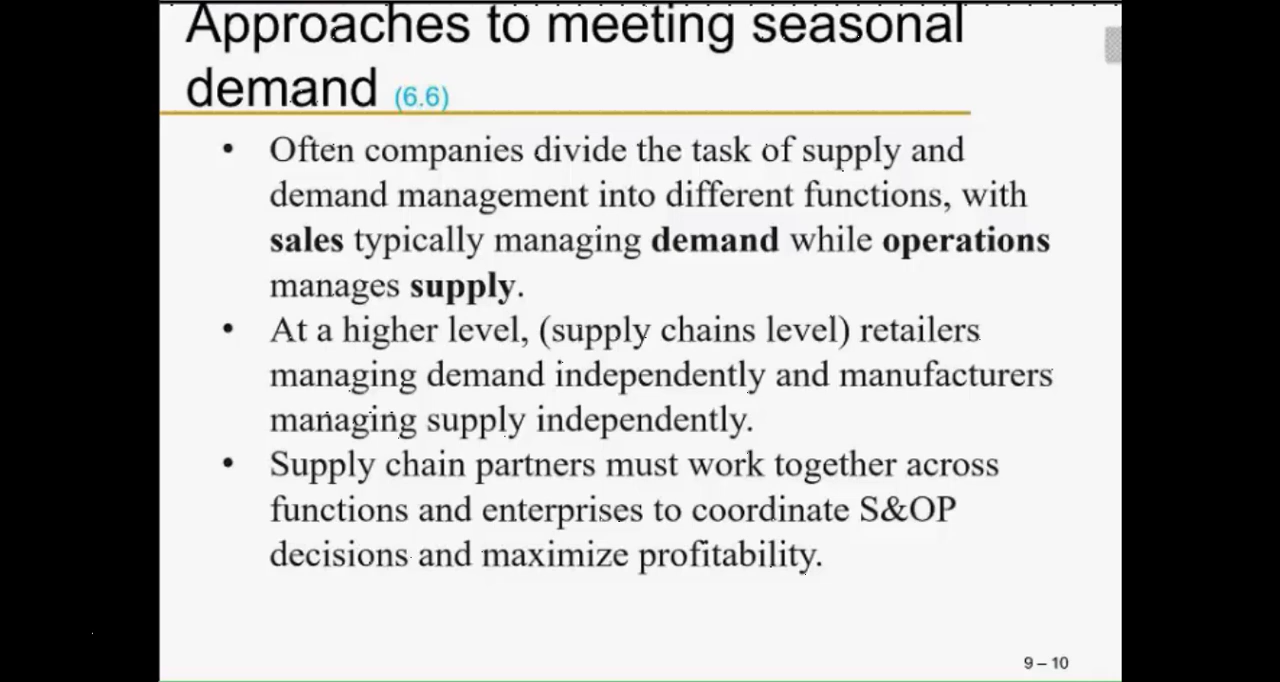 Approaches to meeting seasonal
demand (6.6)
• Often companies divide the task of supply and
demand management into different functions, with
sales typically managing demand while operations
manages supply.
• At a higher level, (supply chains level) retailers
managing demand independently and manufacturers
managing supply independently.
• Supply chain partners must work together across
functions and enterprises to coordinate S&OP
decisions and maximize profitability.
9 – 10